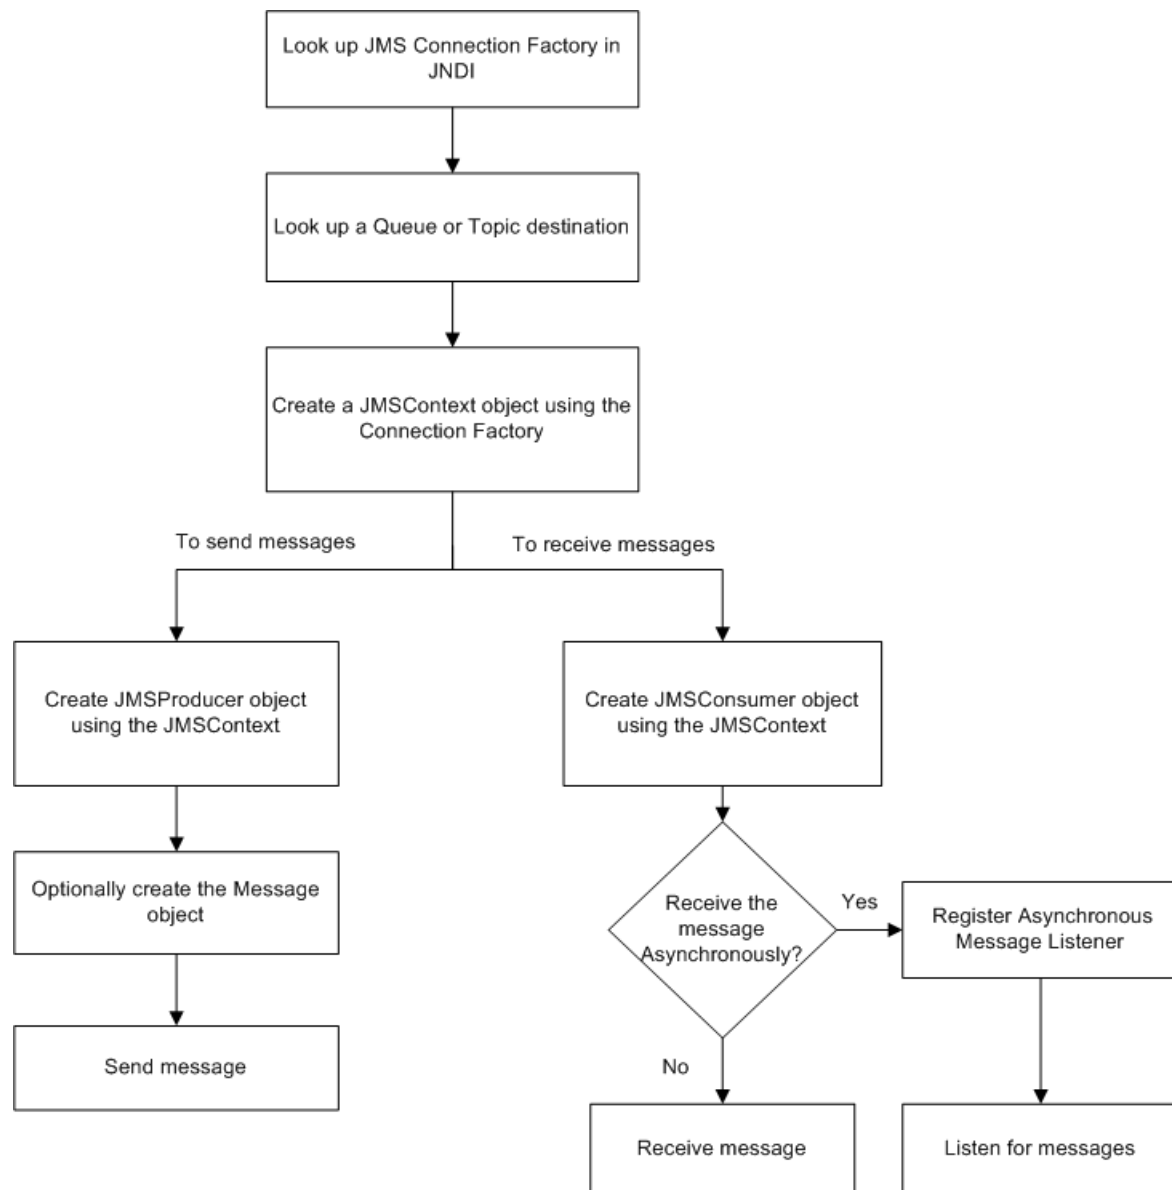 Look up JMS Connection Factory in
JNDI
Look up a Queue or Topic destination
Create a JMSContext object using the
Connection Factory
To send messages
To receive messages
Create JMSProducer object
using the JMSContext
Create JMSConsumer object
using the JMSContext
Optionally create the Message
object
Receive the
message
Asynchronously?
Yes
Register Asynchronous
Message Listener
Send message
No
Receive message
Listen for messages